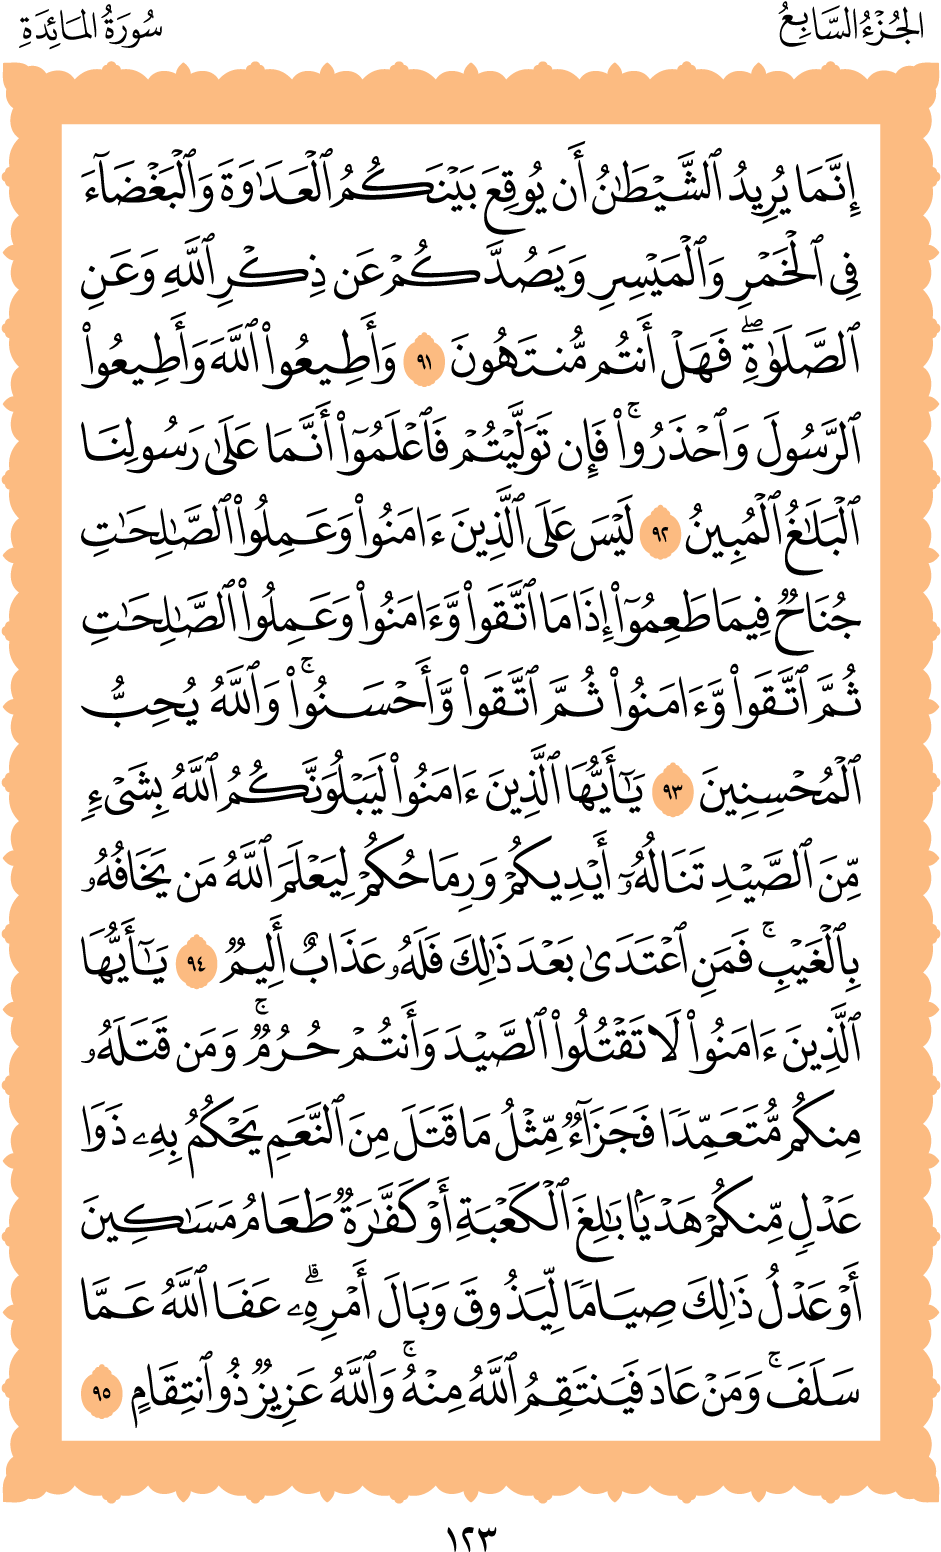 الجُزْءُ السَّابِعُ
سُورَةُ المَائِدَةِ
إِنَّمَا يُرِيدُ ٱلشَّيْطَٰنُ أَن يُوقِعَ بَيْنَكُمُ ٱلْعَدَٰوَةَ وَٱلْبَغْضَآءَ
فِى ٱلْخَمْرِ وَٱلْمَيْسِرِ وَيَصُدَّكُمْ عَن ذِكْرِ ٱللَّهِ وَعَنِ
ٱلصَّلَوٰةِ ۖ فَهَلْ أَنتُم مُّنتَهُونَ ٩١ وَأَطِيعُوا۟ ٱللَّهَ وَأَطِيعُوا۟
ٱلرَّسُولَ وَٱحْذَرُوا۟ ۚ فَإِن تَوَلَّيْتُمْ فَٱعْلَمُوٓا۟ أَنَّمَا عَلَىٰ رَسُولِنَا
ٱلْبَلَٰغُ ٱلْمُبِينُ ٩٢ لَيْسَ عَلَى ٱلَّذِينَ ءَامَنُوا۟ وَعَمِلُوا۟ ٱلصَّٰلِحَٰتِ
جُنَاحٌ فِيمَا طَعِمُوٓا۟ إِذَا مَا ٱتَّقَوا۟ وَّءَامَنُوا۟ وَعَمِلُوا۟ ٱلصَّٰلِحَٰتِ
ثُمَّ ٱتَّقَوا۟ وَّءَامَنُوا۟ ثُمَّ ٱتَّقَوا۟ وَّأَحْسَنُوا۟ ۚ وَٱللَّهُ يُحِبُّ
ٱلْمُحْسِنِينَ ٩٣ يَٰٓأَيُّهَا ٱلَّذِينَ ءَامَنُوا۟ لَيَبْلُوَنَّكُمُ ٱللَّهُ بِشَىْءٍ
مِّنَ ٱلصَّيْدِ تَنَالُهُۥٓ أَيْدِيكُمْ وَرِمَاحُكُمْ لِيَعْلَمَ ٱللَّهُ مَن يَخَافُهُۥ
بِٱلْغَيْبِ ۚ فَمَنِ ٱعْتَدَىٰ بَعْدَ ذَٰلِكَ فَلَهُۥ عَذَابٌ أَلِيمٌ ٩٤ يَٰٓأَيُّهَا
ٱلَّذِينَ ءَامَنُوا۟ لَا تَقْتُلُوا۟ ٱلصَّيْدَ وَأَنتُمْ حُرُمٌ ۚ وَمَن قَتَلَهُۥ
مِنكُم مُّتَعَمِّدًا فَجَزَآءٌ مِّثْلُ مَا قَتَلَ مِنَ ٱلنَّعَمِ يَحْكُمُ بِهِۦ ذَوَا
عَدْلٍ مِّنكُمْ هَدْيًۢا بَٰلِغَ ٱلْكَعْبَةِ أَوْ كَفَّٰرَةٌ طَعَامُ مَسَٰكِينَ
أَوْ عَدْلُ ذَٰلِكَ صِيَامًا لِّيَذُوقَ وَبَالَ أَمْرِهِۦ ۗ عَفَا ٱللَّهُ عَمَّا
سَلَفَ ۚ وَمَنْ عَادَ فَيَنتَقِمُ ٱللَّهُ مِنْهُ ۚ وَٱللَّهُ عَزِيزٌ ذُو ٱنتِقَامٍ ٩٥
١٢٣